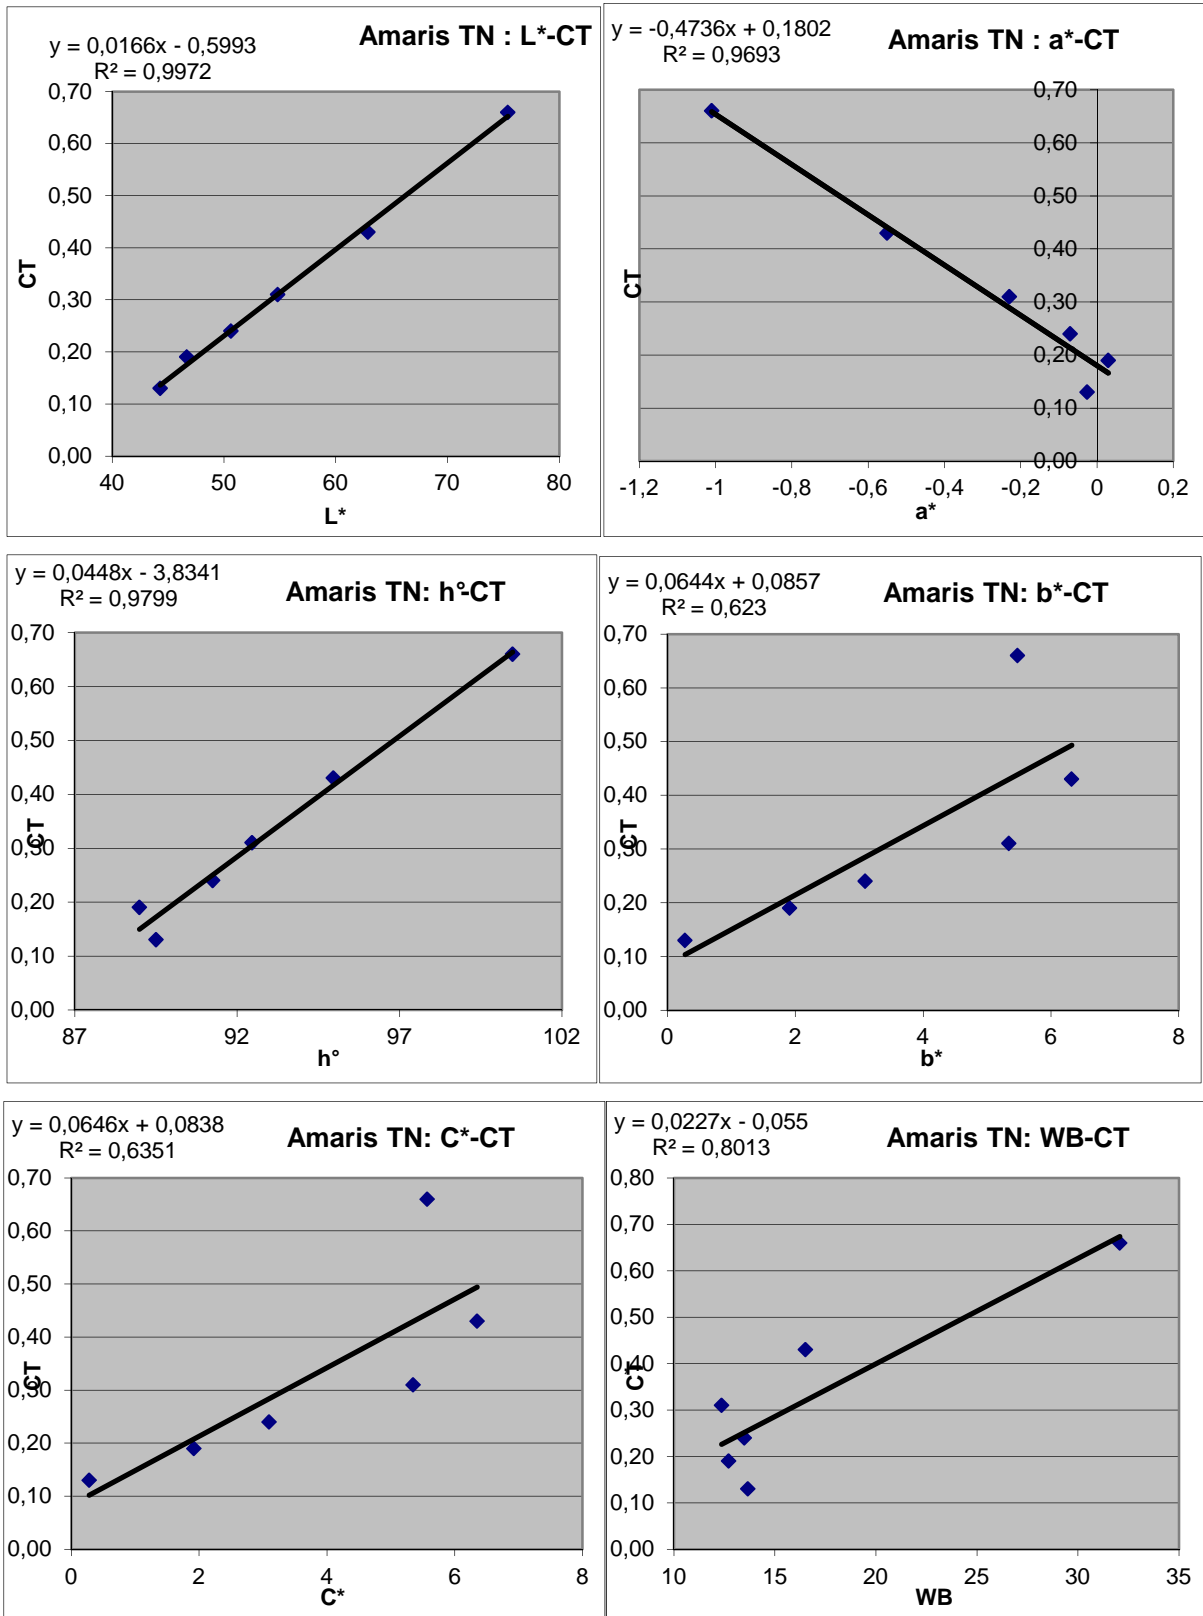 y = 0,0166x - 0,5993
R² = 0,9972
Amaris TN : L*-CT
0,70
0,60
0,50
0,40
0,30
0,20
0,10
0,00
CT
40 50 60 70 80
L*
y = -0,4736x + 0,1802
R² = 0,9693
Amaris TN : a*-CT
0,70
0,60
0,50
0,40
0,30
0,20
0,10
0,00
CT
-1,2 -1 -0,8 -0,6 -0,4 -0,2 0 0,2
a*
y = 0,0448x - 3,8341
R² = 0,9799
Amaris TN: h°-CT
0,70
0,60
0,50
0,40
0,30
0,20
0,10
0,00
CT
87 92 97 102
h°
y = 0,0644x + 0,0857
R² = 0,623
Amaris TN: b*-CT
0,70
0,60
0,50
0,40
0,30
0,20
0,10
0,00
CT
0 2 4 6 8
b*
y = 0,0646x + 0,0838
R² = 0,6351
Amaris TN: C*-CT
0,70
0,60
0,50
0,40
0,30
0,20
0,10
0,00
CT
0 2 4 6 8
C*
y = 0,0227x - 0,055
R² = 0,8013
Amaris TN: WB-CT
0,80
0,70
0,60
0,50
0,40
0,30
0,20
0,10
0,00
CT
10 15 20 25 30 35
WB